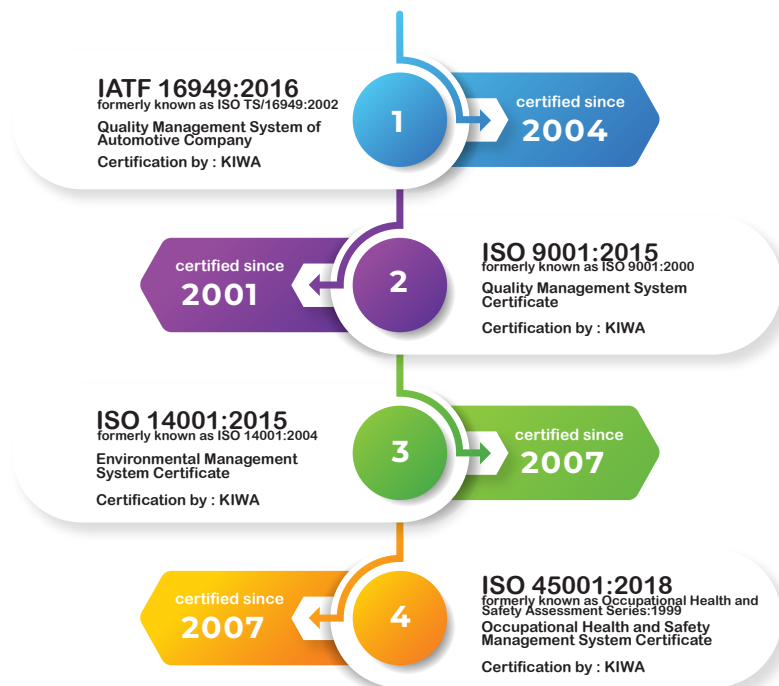 IATF 16949:2016
formerly known as ISO TS/16949:2002
Quality Management System of
Automotive Company
Certification by : KIWA
1
certified since
2004
certified since
2001
2
ISO 9001:2015
formerly known as ISO 9001:2000
Quality Management System
Certificate
Certification by : KIWA
ISO 14001:2015
formerly known as ISO 14001:2004
Environmental Management
System Certificate
Certification by : KIWA
3
certified since
2007
certified since
2007
4
ISO 45001:2018
formerly known as Occupational Health and
Safety Assessment Series:1999
Occupational Health and Safety
Management System Certificate
Certification by : KIWA